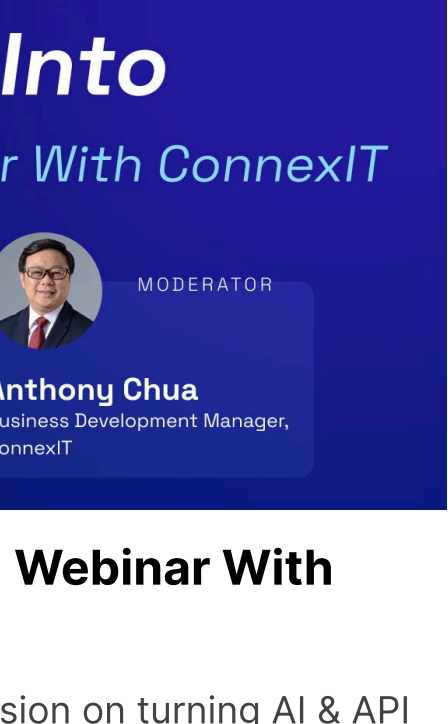 Into
r With ConnexIT
MODERATOR
Anthony Chua
usiness Development Manager,
onnexIT
Webinar With
sion on turning AI & API